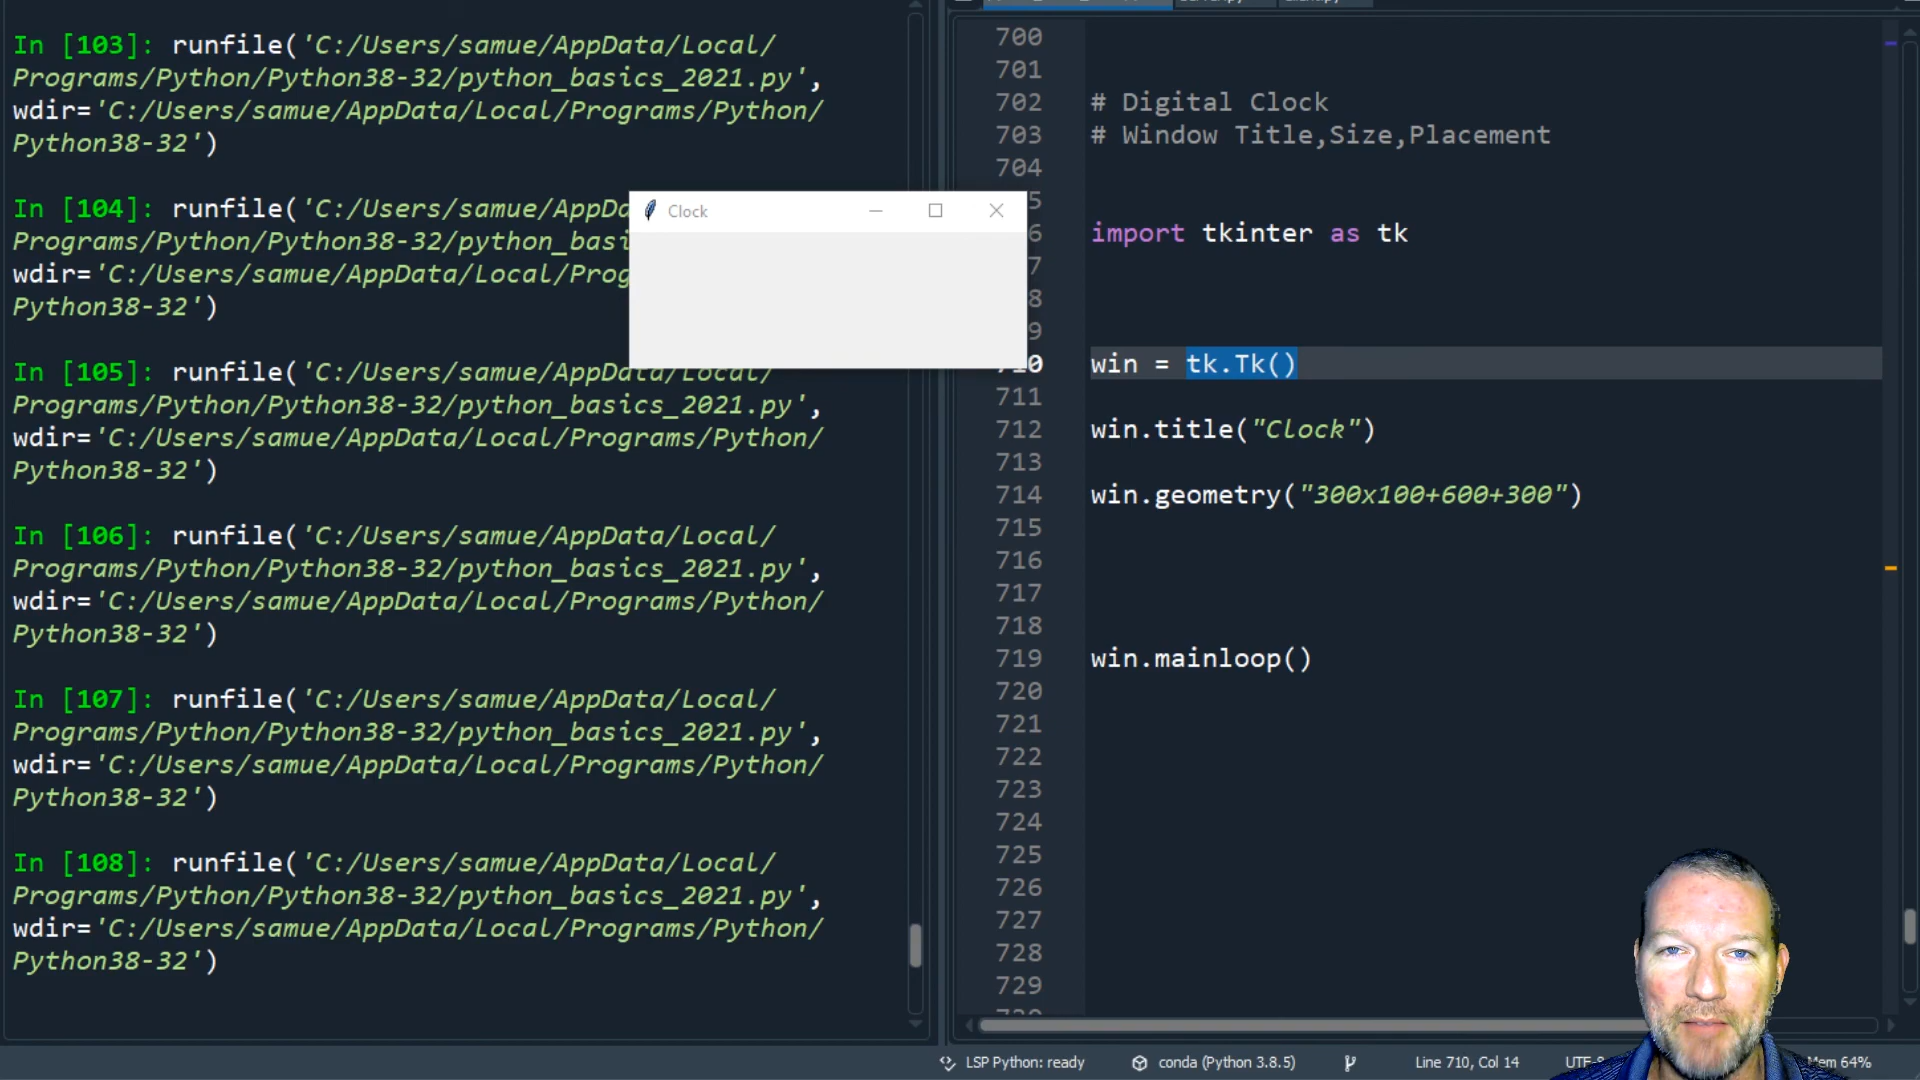 In [103]: runfile('C:/Users/samue/AppData/Local/
Programs/Python/Python38-32/python_basics_2021.py',
wdir='C:/Users/samue/AppData/Local/Programs/Python/
Python38-32')
In [104]: runfile('C:/Users/samue/AppDa
Programs/Python/Python38-32/python_basi
wdir='C:/Users/samue/AppData/Local/Prog
Python38-32')
In [105]: runfile('C:/Users/samue/AppData/Local/
Programs/Python/Python38-32/python_basics_2021.py',
wdir='C:/Users/samue/AppData/Local/Programs/Python/
Python38-32')
In [106]: runfile('C:/Users/samue/AppData/Local/
Programs/Python/Python38-32/python_basics_2021.py',
wdir='C:/Users/samue/AppData/Local/Programs/Python/
Python38-32')
In [107]: runfile('C:/Users/samue/AppData/Local/
Programs/Python/Python38-32/python_basics_2021.py',
wdir='C:/Users/samue/AppData/Local/Programs/Python/
Python38-32')
In [108]: runfile('C:/Users/samue/AppData/Local/
Programs/Python/Python38-32/python_basics_2021.py',
wdir='C:/Users/samue/AppData/Local/Programs/Python/
Python38-32')
Clock
700
701
702 # Digital Clock
703 # Window Title,Size,Placement
704
5
6 import tkinter as tk
7
8
9
710 win = tk.Tk()
711
712 win.title("Clock")
713
714 win.geometry("300x100+600+300")
715
716
717
718
719 win.mainloop()
720
721
722
723
724
725
726
727
728
729
LSP Python: ready conda (Python 3.8.5) Line 710, Col 14 UTF-8 Mem 64%